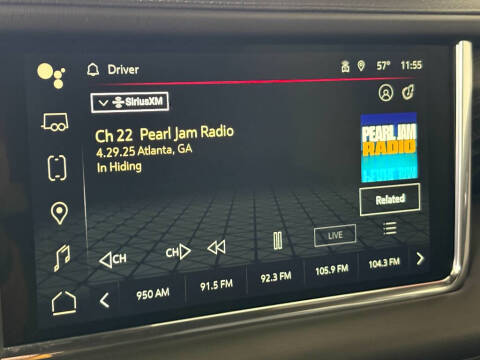 Driver 57° 11:55
SiriusXM
Ch 22 Pearl Jam Radio
4.29.25 Atlanta, GA
In Hiding
PEARL JAM
RADIO
Related
CH CH LIVE
950 AM 91.5 FM 92.3 FM 105.9 FM 104.3 FM